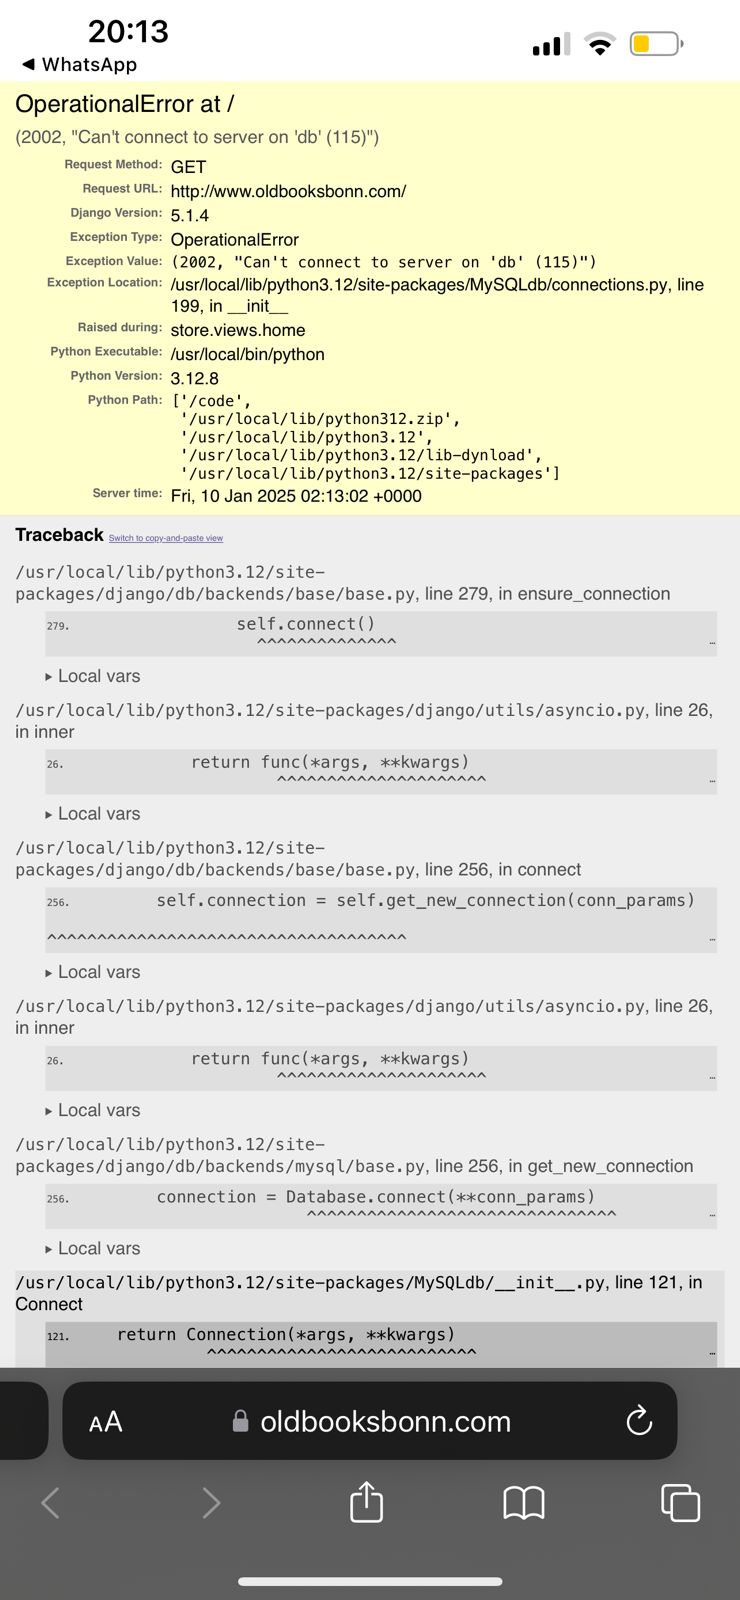 20:13
◀ WhatsApp
OperationalError at /
(2002, "Can't connect to server on 'db' (115)")
Request Method: GET
Request URL: http://www.oldbooksbonn.com/
Django Version: 5.1.4
Exception Type: OperationalError
Exception Value: (2002, "Can't connect to server on 'db' (115)")
Exception Location: /usr/local/lib/python3.12/site-packages/MySQLdb/connections.py, line
199, in __init__
Raised during: store.views.home
Python Executable: /usr/local/bin/python
Python Version: 3.12.8
Python Path: ['/code',
'/usr/local/lib/python312.zip',
'/usr/local/lib/python3.12',
'/usr/local/lib/python3.12/lib-dynload',
'/usr/local/lib/python3.12/site-packages']
Server time: Fri, 10 Jan 2025 02:13:02 +0000
Traceback Switch to copy-and-paste view
/usr/local/lib/python3.12/site-
packages/django/db/backends/base/base.py, line 279, in ensure_connection
279. self.connect()
^^^^^^^^^^^^^^ …
▸ Local vars
/usr/local/lib/python3.12/site-packages/django/utils/asyncio.py, line 26,
in inner
26. return func(*args, **kwargs)
^^^^^^^^^^^^^^^^^^^^^ …
▸ Local vars
/usr/local/lib/python3.12/site-
packages/django/db/backends/base/base.py, line 256, in connect
256. self.connection = self.get_new_connection(conn_params)
^^^^^^^^^^^^^^^^^^^^^^^^^^^^^^^^^^^^ …
▸ Local vars
/usr/local/lib/python3.12/site-packages/django/utils/asyncio.py, line 26,
in inner
26. return func(*args, **kwargs)
^^^^^^^^^^^^^^^^^^^^^ …
▸ Local vars
/usr/local/lib/python3.12/site-
packages/django/db/backends/mysql/base.py, line 256, in get_new_connection
256. connection = Database.connect(**conn_params)
^^^^^^^^^^^^^^^^^^^^^^^^^^^^^^^ …
▸ Local vars
/usr/local/lib/python3.12/site-packages/MySQLdb/__init__.py, line 121, in
Connect
121. return Connection(*args, **kwargs)
^^^^^^^^^^^^^^^^^^^^^^^^^^^ …
AA oldbooksbonn.com